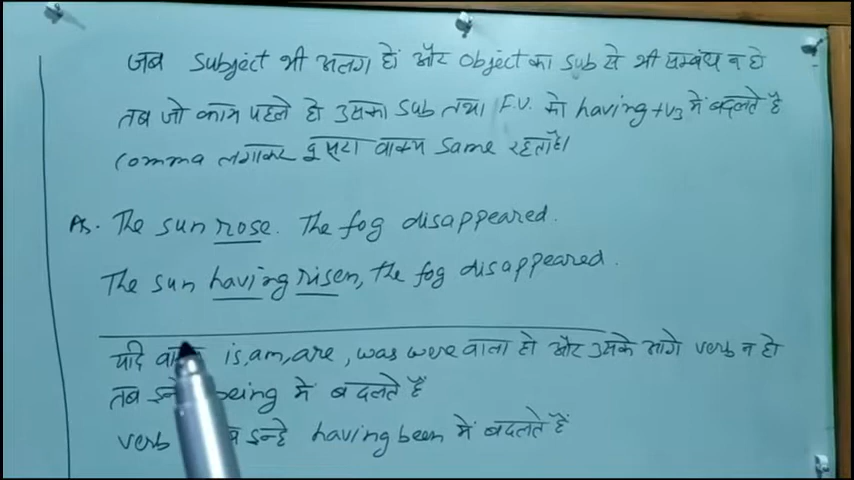 जब subject भी अलग हों और object का sub से भी सम्बंध न हो
तब जो काम पहले हो उसका sub तथा F.V. को having+v3 में बदलते है
comma लगाकर दूसरा वाक्य same रहता है।
As. The sun rose. The fog disappeared.
The sun having risen, the fog disappeared.
यदि is, am, are, was were वाला हो और उसके आगे verb न हो
तब being में बदलते हैं
verb इन्हे having been में बदलते हैं